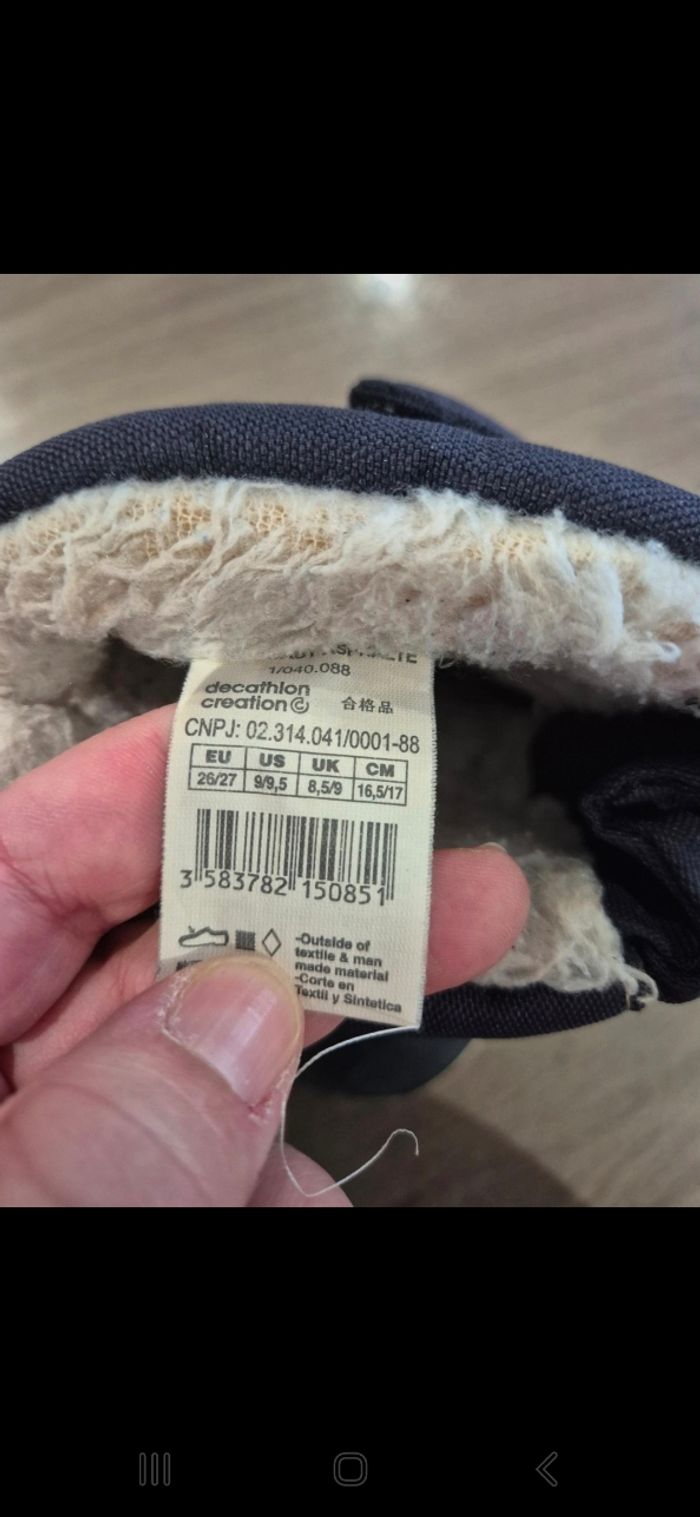 ASPHALTE
1/040.088
decathlon
creation
合格品
CNPJ: 02.314.041/0001-88
EU US UK CM
26/27 9/9,5 8,5/9 16,5/17
3 583782 150851
-Outside of
textile & man
made material
-Corte en
Textil y Sintetica